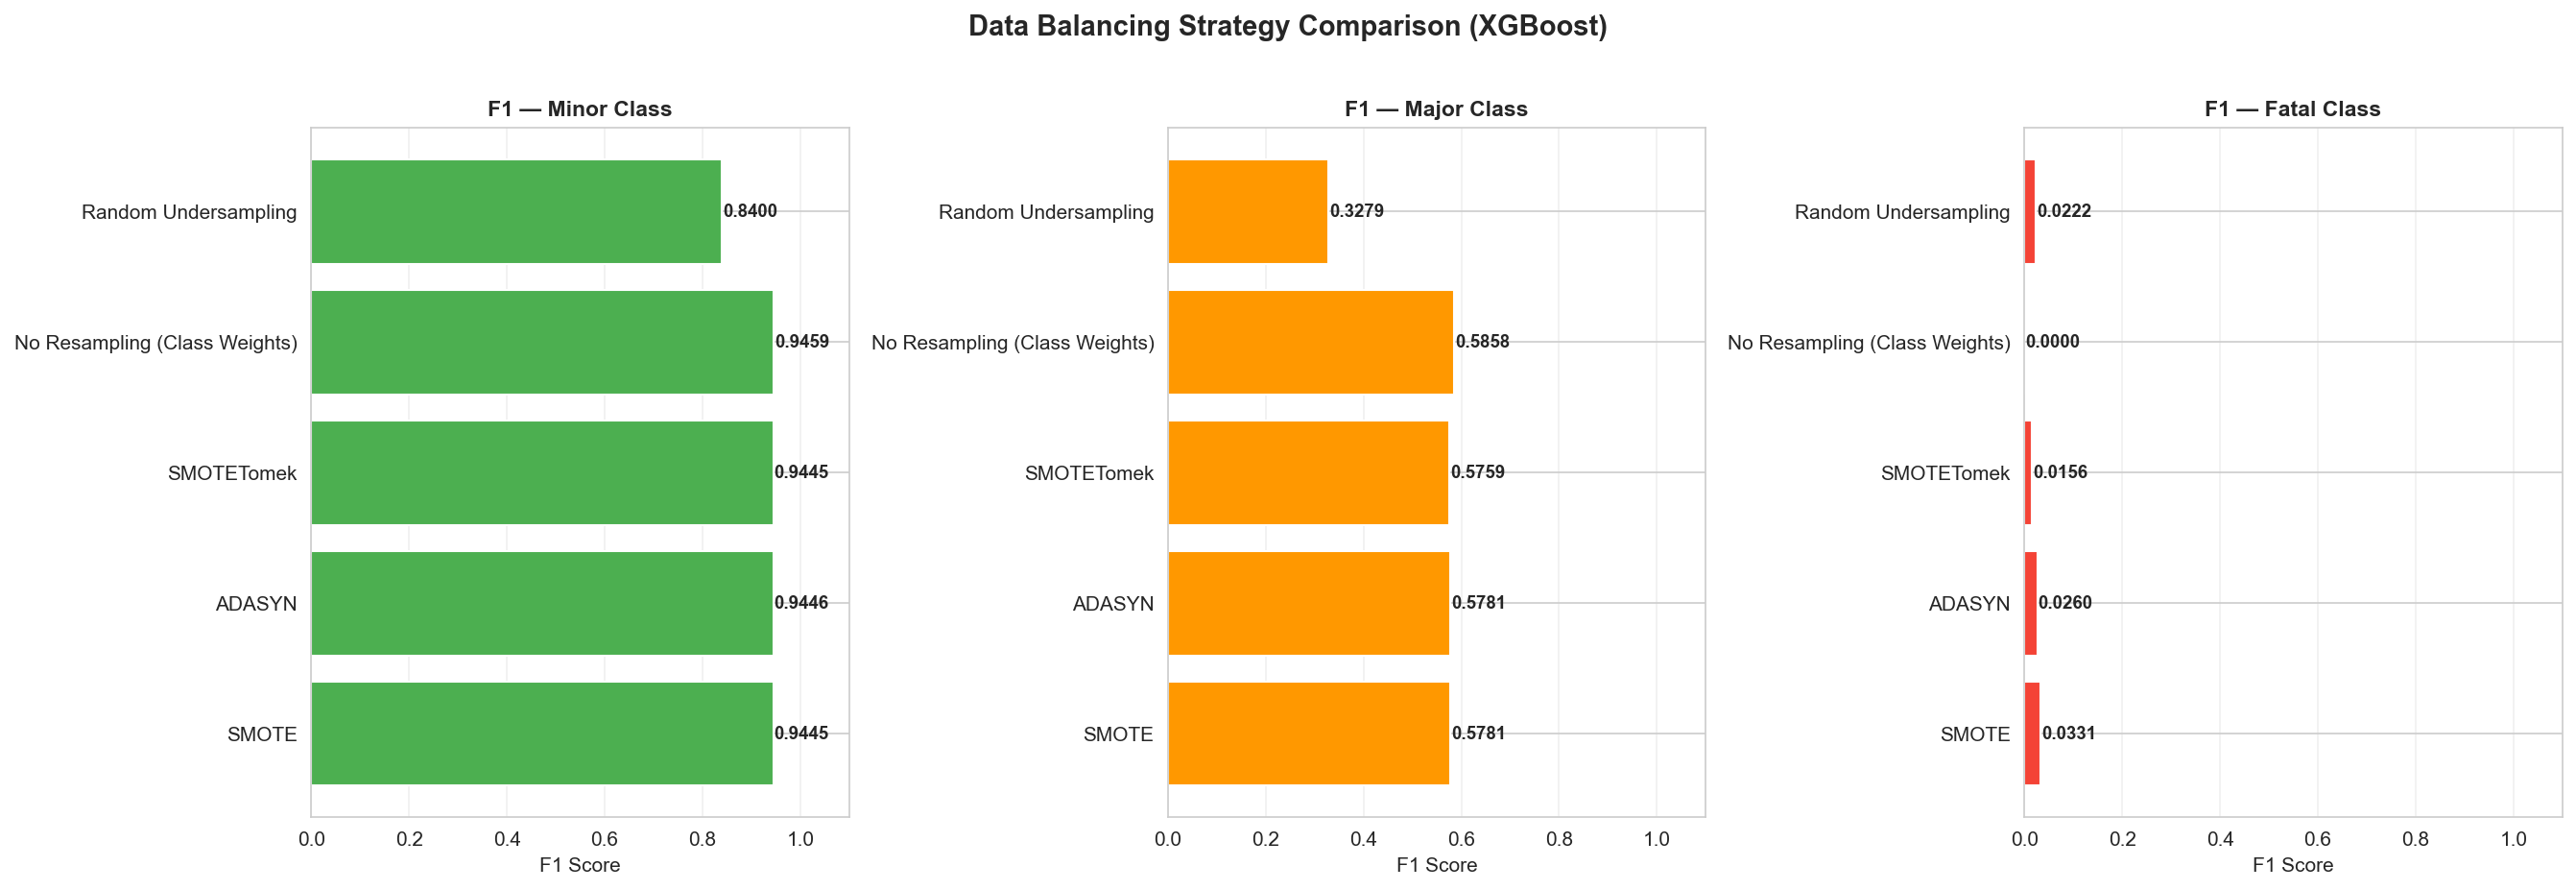 Data Balancing Strategy Comparison (XGBoost)
F1 — Minor Class
Random Undersampling
0.8400
No Resampling (Class Weights)
0.9459
SMOTETomek
0.9445
ADASYN
0.9446
SMOTE
0.9445
0.0 0.2 0.4 0.6 0.8 1.0
F1 Score
F1 — Major Class
Random Undersampling
0.3279
No Resampling (Class Weights)
0.5858
SMOTETomek
0.5759
ADASYN
0.5781
SMOTE
0.5781
0.0 0.2 0.4 0.6 0.8 1.0
F1 Score
F1 — Fatal Class
Random Undersampling
0.0222
No Resampling (Class Weights)
0.0000
SMOTETomek
0.0156
ADASYN
0.0260
SMOTE
0.0331
0.0 0.2 0.4 0.6 0.8 1.0
F1 Score